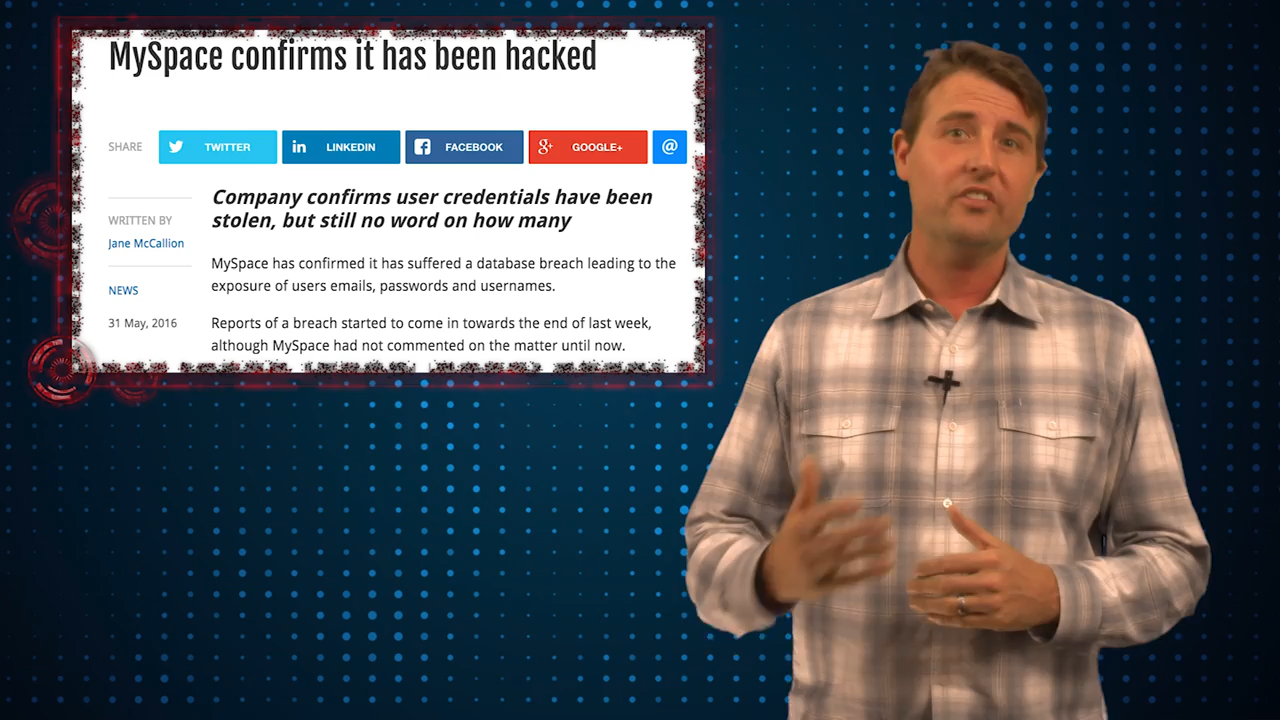 MySpace confirms it has been hacked
SHARE
TWITTER
LINKEDIN
FACEBOOK
GOOGLE+
@
Company confirms user credentials have been
stolen, but still no word on how many
WRITTEN BY
Jane McCallion
MySpace has confirmed it has suffered a database breach leading to the
exposure of users emails, passwords and usernames.
NEWS
31 May, 2016
Reports of a breach started to come in towards the end of last week,
although MySpace had not commented on the matter until now.